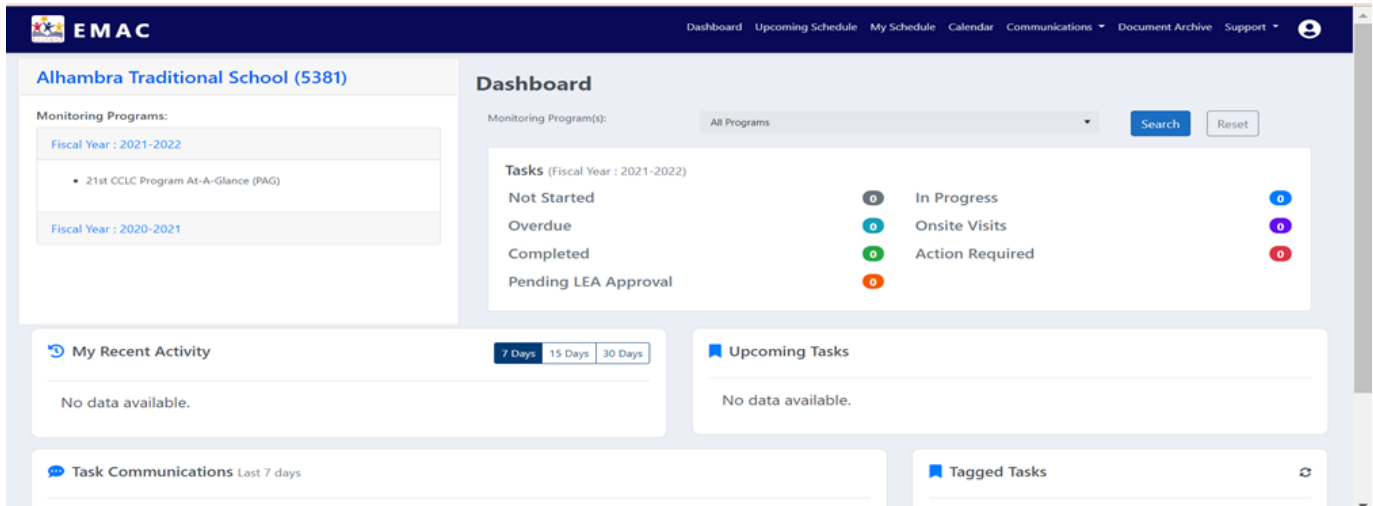 EMAC
Dashboard Upcoming Schedule My Schedule Calendar Communications Document Archive Support
Alhambra Traditional School (5381)
Monitoring Programs:
Fiscal Year : 2021-2022
• 21st CCLC Program At-A-Glance (PAG)
Fiscal Year : 2020-2021
Dashboard
Monitoring Program(s): All Programs Search Reset
Tasks (Fiscal Year : 2021-2022)
Not Started 0 In Progress 0
Overdue 0 Onsite Visits 0
Completed 0 Action Required 0
Pending LEA Approval 0
My Recent Activity 7 Days 15 Days 30 Days
No data available.
Upcoming Tasks
No data available.
Task Communications Last 7 days
Tagged Tasks